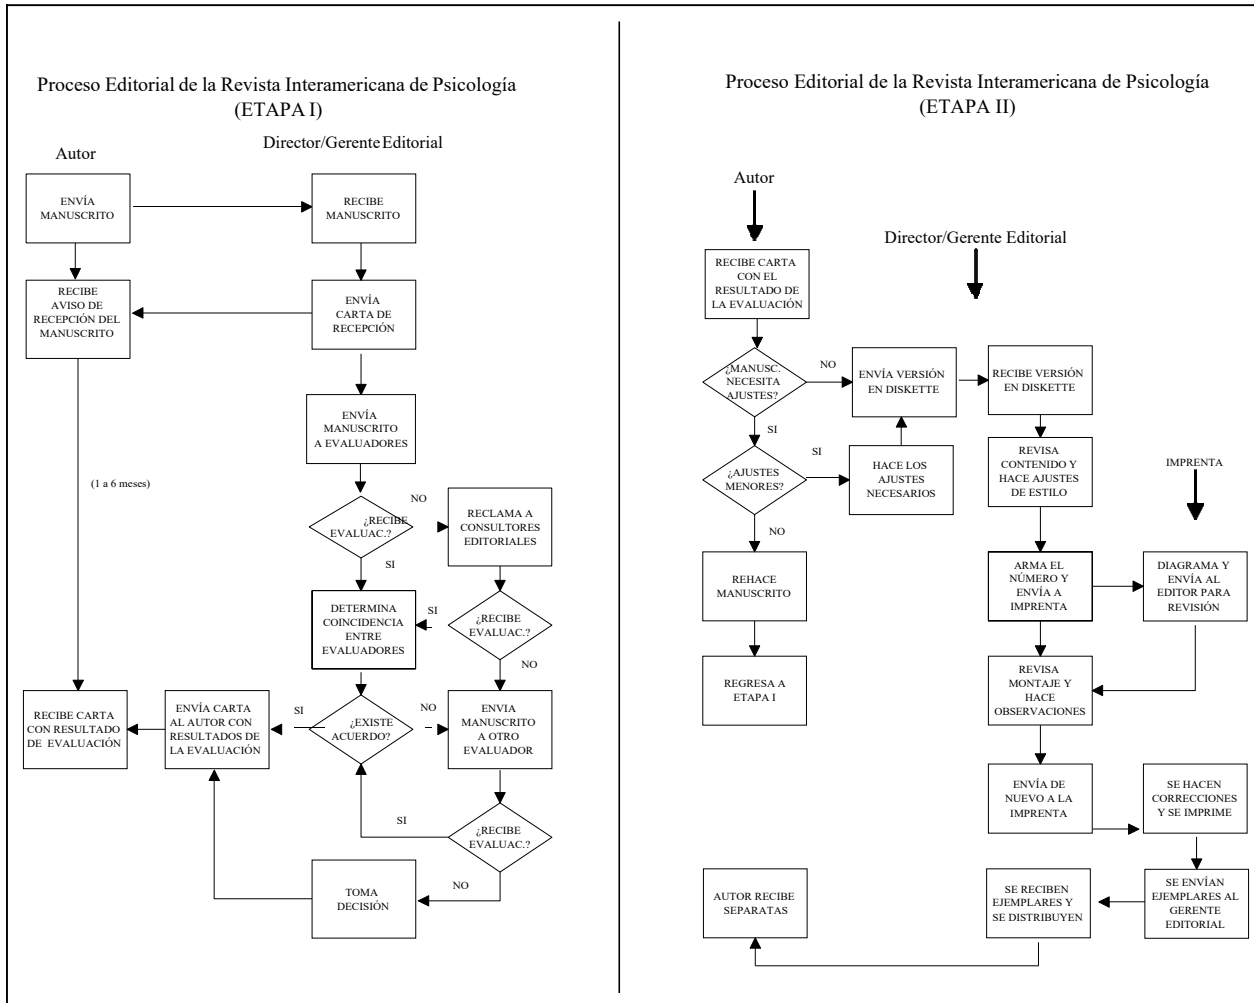 Proceso Editorial de la Revista Interamericana de Psicología
(ETAPA I)
Director/Gerente Editorial
Autor
ENVÍA
MANUSCRITO
RECIBE
MANUSCRITO
RECIBE
AVISO DE
RECEPCIÓN DEL
MANUSCRITO
ENVÍA
CARTA DE
RECEPCIÓN
ENVÍA
MANUSCRITO
A EVALUADORES
(1 a 6 meses)
NO
¿RECIBE
EVALUAC.?
RECLAMA A
CONSULTORES
EDITORIALES
SI
DETERMINA
COINCIDENCIA
ENTRE
EVALUADORES
SI
¿RECIBE
EVALUAC.?
NO
RECIBE CARTA
CON RESULTADO
DE EVALUACIÓN
ENVÍA CARTA
AL AUTOR CON
RESULTADOS DE
LA EVALUACIÓN
SI
¿EXISTE
ACUERDO?
NO
ENVIA
MANUSCRITO
A OTRO
EVALUADOR
SI
¿RECIBE
EVALUAC.?
NO
TOMA
DECISIÓN
Proceso Editorial de la Revista Interamericana de Psicología
(ETAPA II)
Autor
Director/Gerente Editorial
RECIBE CARTA
CON EL
RESULTADO DE
LA EVALUACIÓN
¿MANUSC.
NECESITA
AJUSTES?
NO
ENVÍA VERSIÓN
EN DISKETTE
RECIBE VERSIÓN
EN DISKETTE
SI
¿AJUSTES
MENORES?
SI
HACE LOS
AJUSTES
NECESARIOS
REVISA
CONTENIDO Y
HACE AJUSTES
DE ESTILO
IMPRENTA
NO
REHACE
MANUSCRITO
ARMA EL
NÚMERO Y
ENVÍA A
IMPRENTA
DIAGRAMA Y
ENVÍA AL
EDITOR PARA
REVISIÓN
REGRESA A
ETAPA I
REVISA
MONTAJE Y
HACE
OBSERVACIONES
ENVÍA DE
NUEVO A LA
IMPRENTA
SE HACEN
CORRECCIONES
Y SE IMPRIME
AUTOR RECIBE
SEPARATAS
SE RECIBEN
EJEMPLARES Y
SE DISTRIBUYEN
SE ENVÍAN
EJEMPLARES AL
GERENTE
EDITORIAL